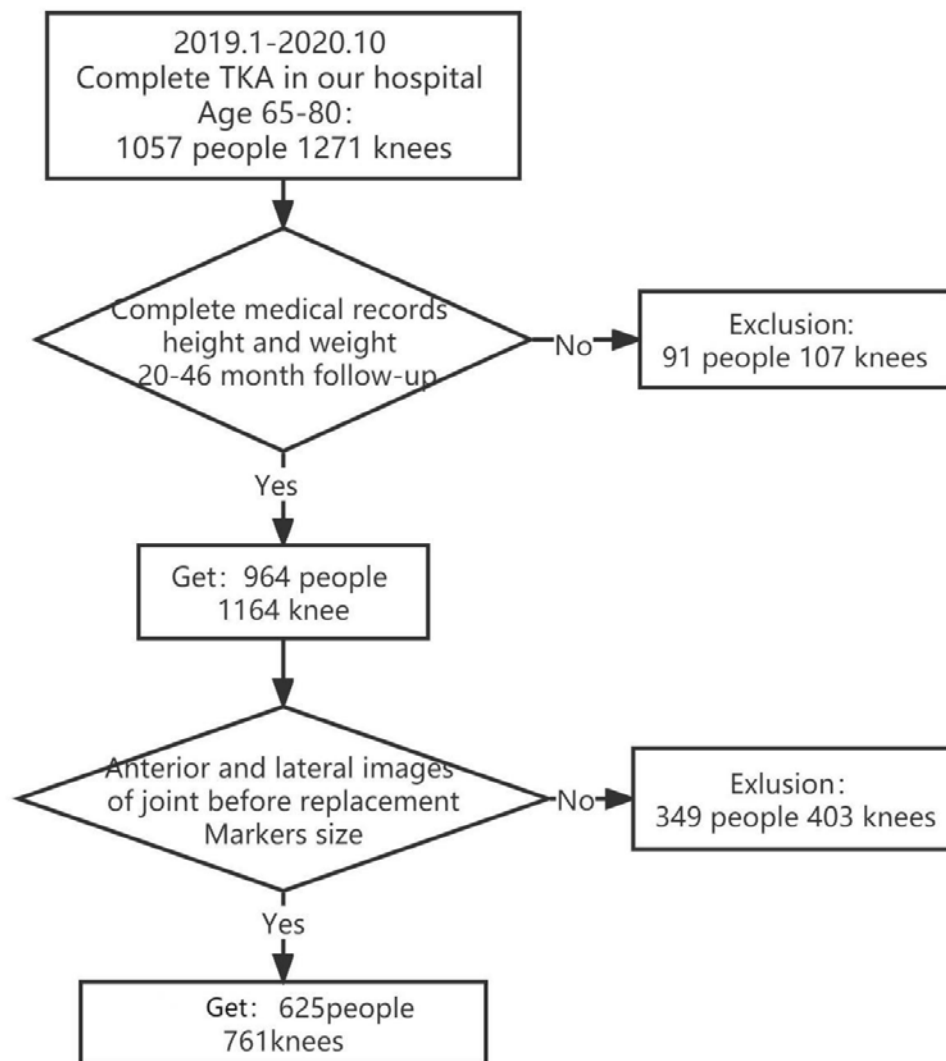 2019.1-2020.10
Complete TKA in our hospital
Age 65-80：
1057 people 1271 knees
Complete medical records
height and weight
20-46 month follow-up
No
Exclusion:
91 people 107 knees
Yes
Get：964 people
1164 knee
Anterior and lateral images
of joint before replacement
Markers size
No
Exlusion：
349 people 403 knees
Yes
Get：625people
761knees